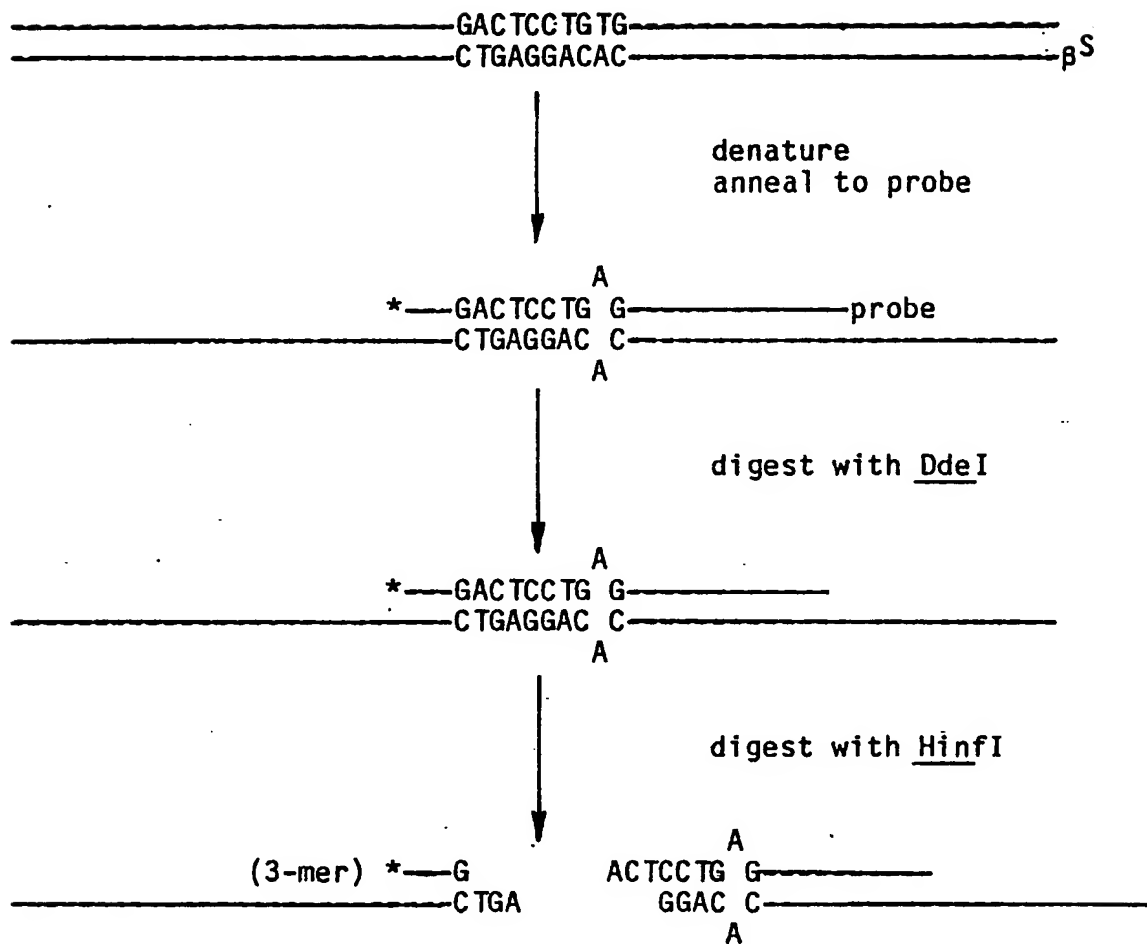 GACTCCTGTG
CTGAGGACAC βS
denature
anneal to probe
A
* GACTCCTG G probe
CTGAGGAC C
A
digest with DdeI
A
* GACTCCTG G
CTGAGGAC C
A
digest with HinfI
A
(3-mer) * G ACTCCTG G
CTGA GGAC C
A